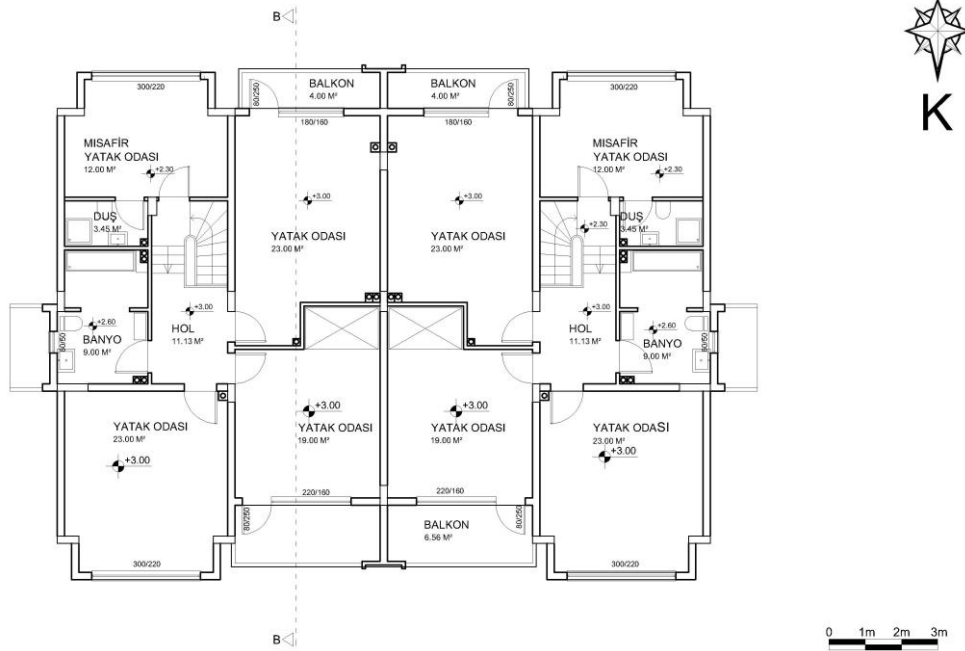 B
K
BALKON
4.00 M²
BALKON
4.00 M²
300/220
80/250
180/160
180/160
80/250
300/220
MISAFİR
YATAK ODASI
12.00 M²
+2.30
MISAFİR
YATAK ODASI
12.00 M²
+2.30
+3.00
+3.00
DUŞ
3.45 M²
YATAK ODASI
23.00 M²
YATAK ODASI
23.00 M²
+2.30
DUŞ
3.45 M²
+3.00
HOL
11.13 M²
+3.00
HOL
11.13 M²
+2.60
BANYO
9.00 M²
60/50
+2.60
BANYO
9.00 M²
60/50
+3.00
YATAK ODASI
19.00 M²
+3.00
YATAK ODASI
19.00 M²
YATAK ODASI
23.00 M²
+3.00
YATAK ODASI
23.00 M²
+3.00
220/160
220/160
80/250
BALKON
6.56 M²
80/250
300/220
300/220
B
0 1m 2m 3m